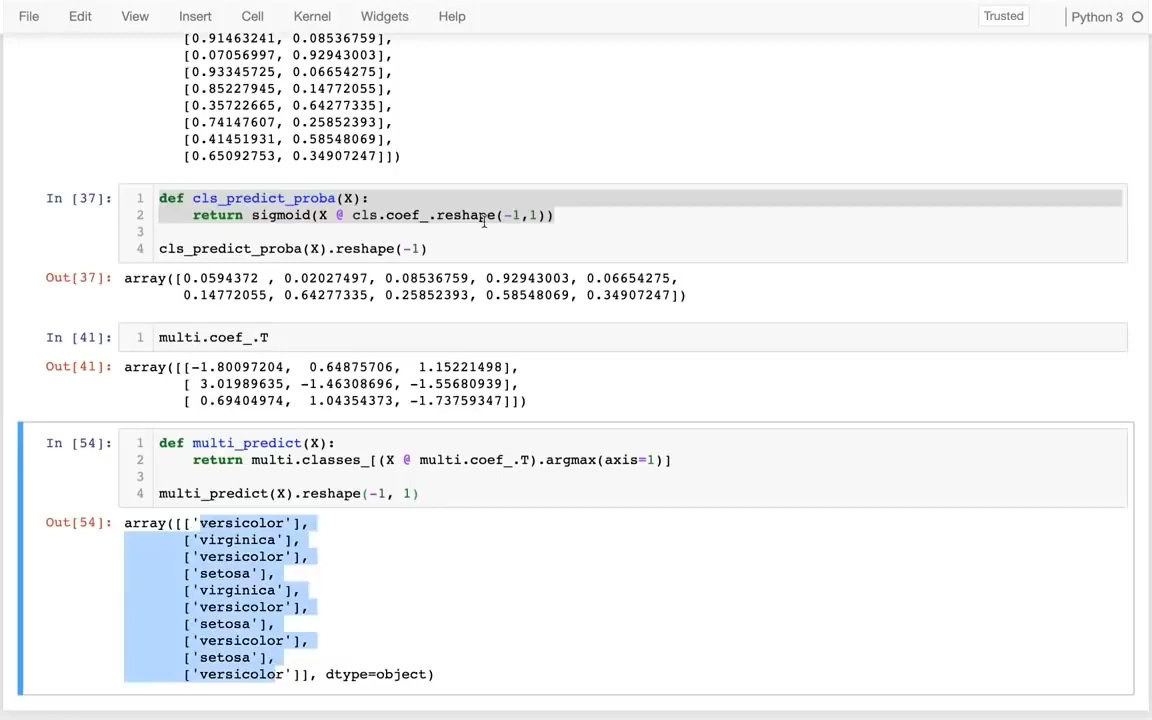 File Edit View Insert Cell Kernel Widgets Help Trusted Python 3
[0.91463241, 0.08536759],
[0.07056997, 0.92943003],
[0.93345725, 0.06654275],
[0.85227945, 0.14772055],
[0.35722665, 0.64277335],
[0.74147607, 0.25852393],
[0.41451931, 0.58548069],
[0.65092753, 0.34907247]])
In [37]: 1 def cls_predict_proba(X):
2 return sigmoid(X @ cls.coef_.reshape(-1,1))
3
4 cls_predict_proba(X).reshape(-1)
Out[37]: array([0.0594372 , 0.02027497, 0.08536759, 0.92943003, 0.06654275,
0.14772055, 0.64277335, 0.25852393, 0.58548069, 0.34907247])
In [41]: 1 multi.coef_.T
Out[41]: array([[-1.80097204, 0.64875706, 1.15221498],
[ 3.01989635, -1.46308696, -1.55680939],
[ 0.69404974, 1.04354373, -1.73759347]])
In [54]: 1 def multi_predict(X):
2 return multi.classes_[(X @ multi.coef_.T).argmax(axis=1)]
3
4 multi_predict(X).reshape(-1, 1)
Out[54]: array([['versicolor'],
['virginica'],
['versicolor'],
['setosa'],
['virginica'],
['versicolor'],
['setosa'],
['versicolor'],
['setosa'],
['versicolor']], dtype=object)